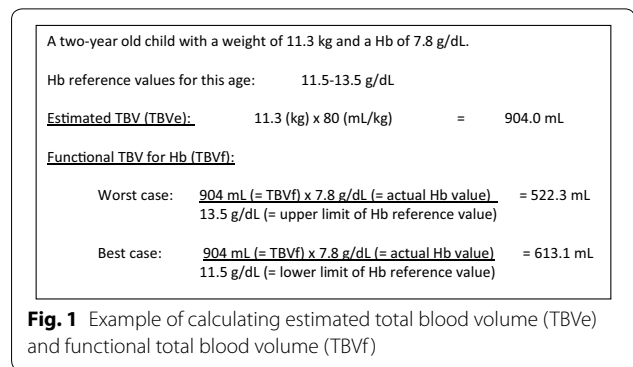 A two-year old child with a weight of 11.3 kg and a Hb of 7.8 g/dL.
Hb reference values for this age: 11.5-13.5 g/dL
Estimated TBV (TBVe): 11.3 (kg) x 80 (mL/kg) = 904.0 mL
Functional TBV for Hb (TBVf):
Worst case: 904 mL (= TBVf) x 7.8 g/dL (= actual Hb value) = 522.3 mL
13.5 g/dL (= upper limit of Hb reference value)
Best case: 904 mL (= TBVf) x 7.8 g/dL (= actual Hb value) = 613.1 mL
11.5 g/dL (= lower limit of Hb reference value)
Fig. 1 Example of calculating estimated total blood volume (TBVe)
and functional total blood volume (TBVf)